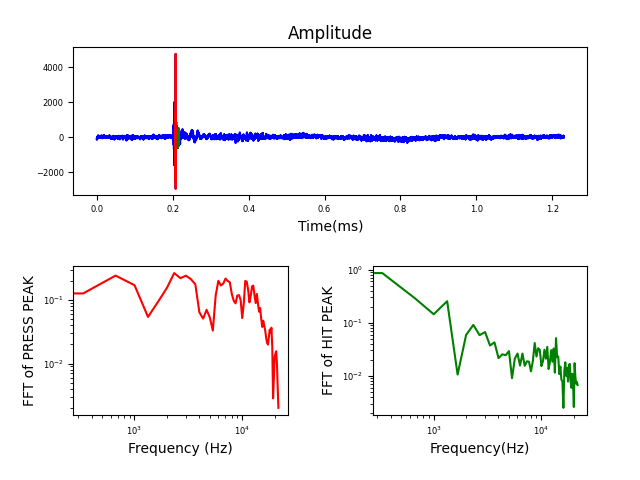 Amplitude
4000
2000
0
−2000
0.0 0.2 0.4 0.6 0.8 1.0 1.2
Time(ms)
FFT of PRESS PEAK
10⁻¹
10⁻²
10³ 10⁴
Frequency (Hz)
FFT of HIT PEAK
10⁰
10⁻¹
10⁻²
10³ 10⁴
Frequency(Hz)